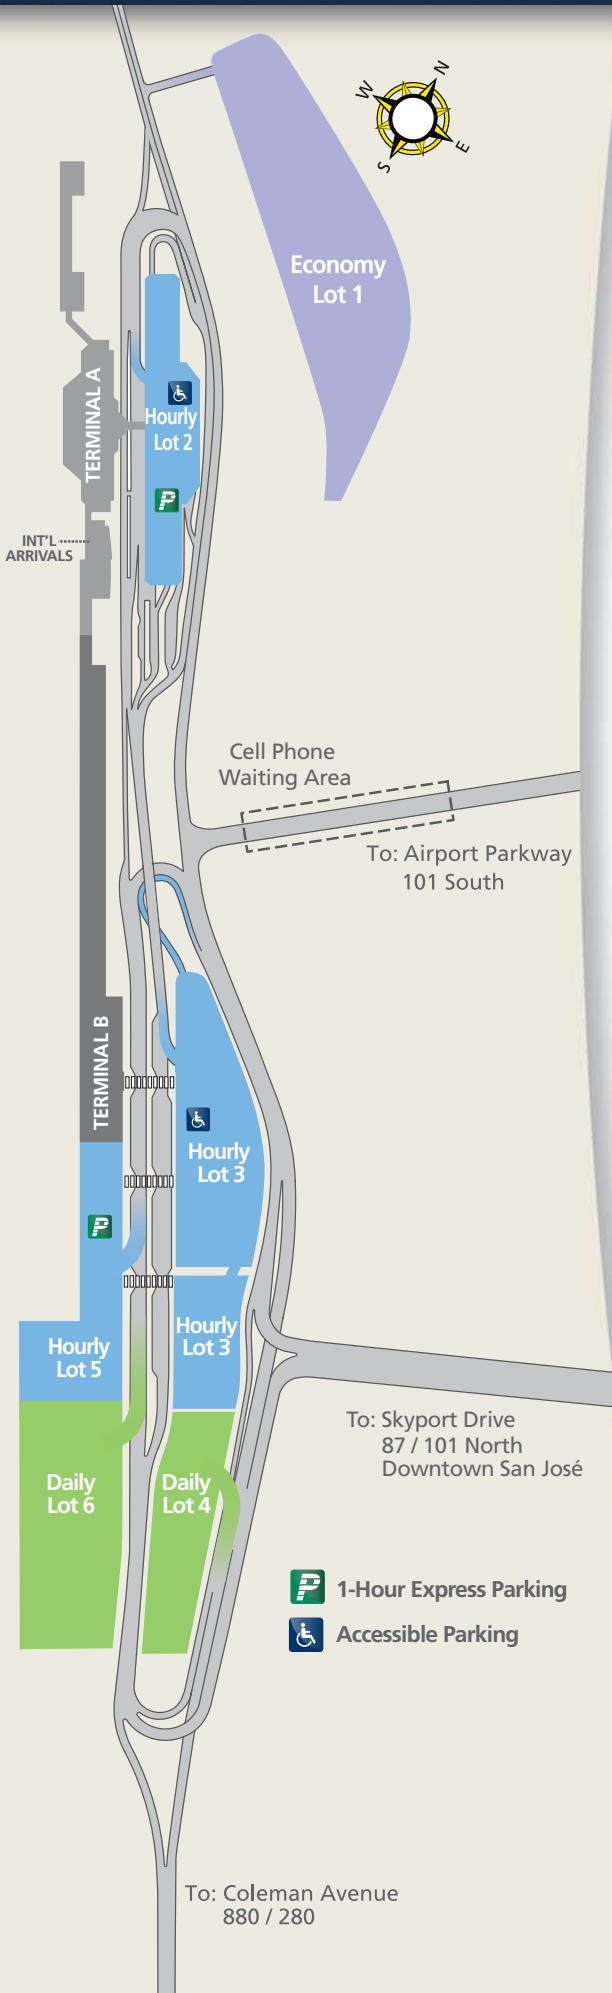 N
W
E
S
Economy
Lot 1
TERMINAL A
Hourly
Lot 2
P
INT'L
ARRIVALS
Cell Phone
Waiting Area
To: Airport Parkway
101 South
TERMINAL B
Hourly
Lot 3
P
Hourly
Lot 3
Hourly
Lot 5
To: Skyport Drive
87 / 101 North
Downtown San José
Daily
Lot 6
Daily
Lot 4
P 1-Hour Express Parking
Accessible Parking
To: Coleman Avenue
880 / 280